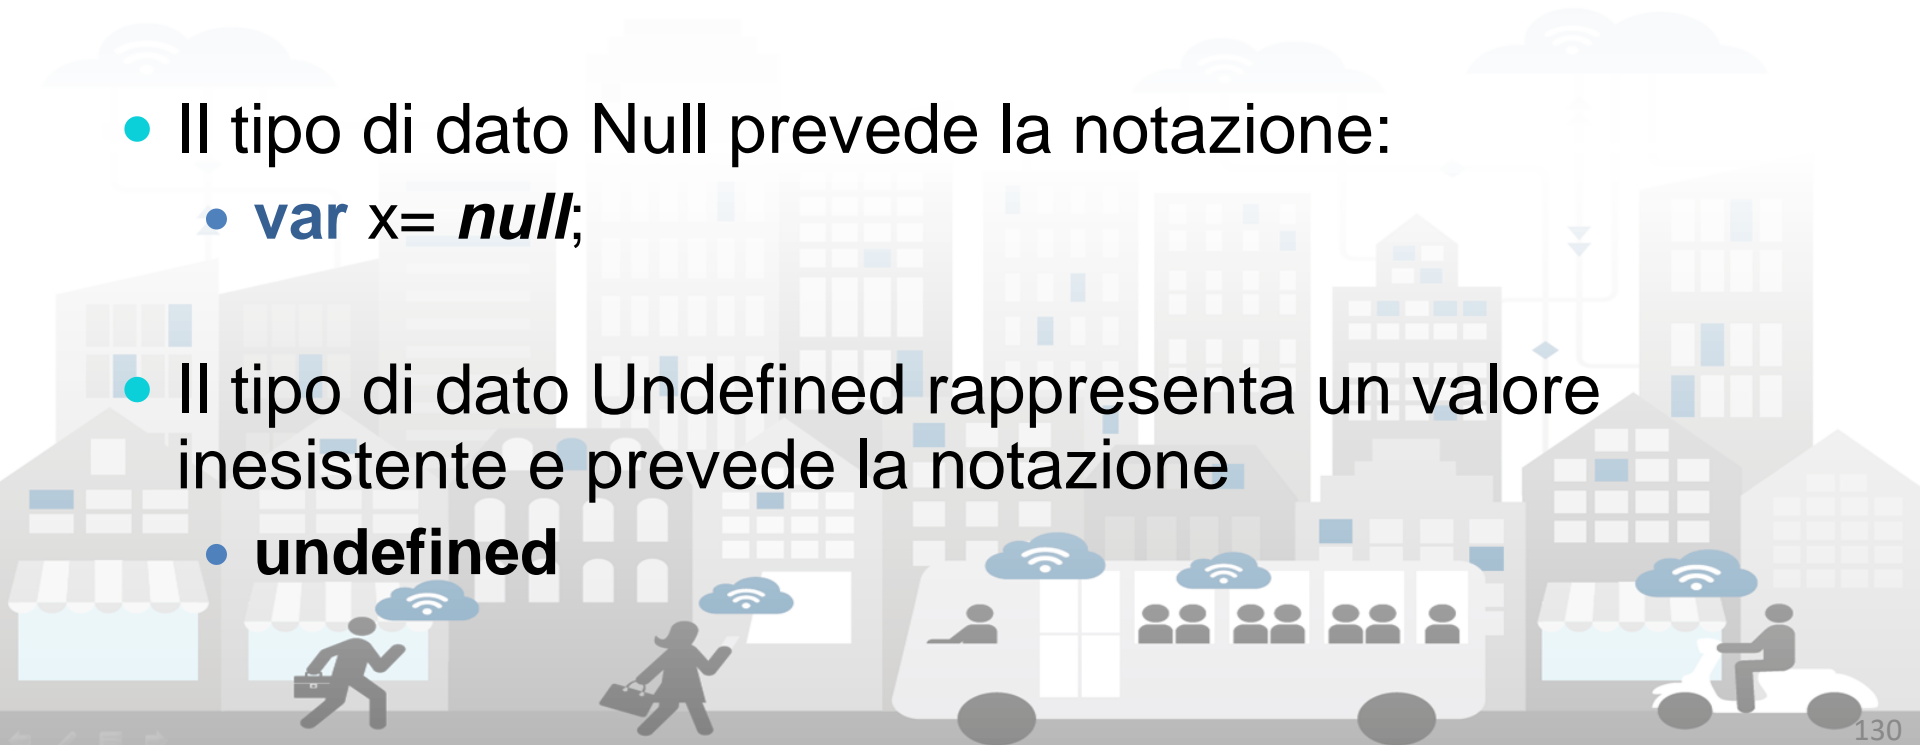 • Il tipo di dato Null prevede la notazione:
• var x= null;
• Il tipo di dato Undefined rappresenta un valore
inesistente e prevede la notazione
• undefined
130